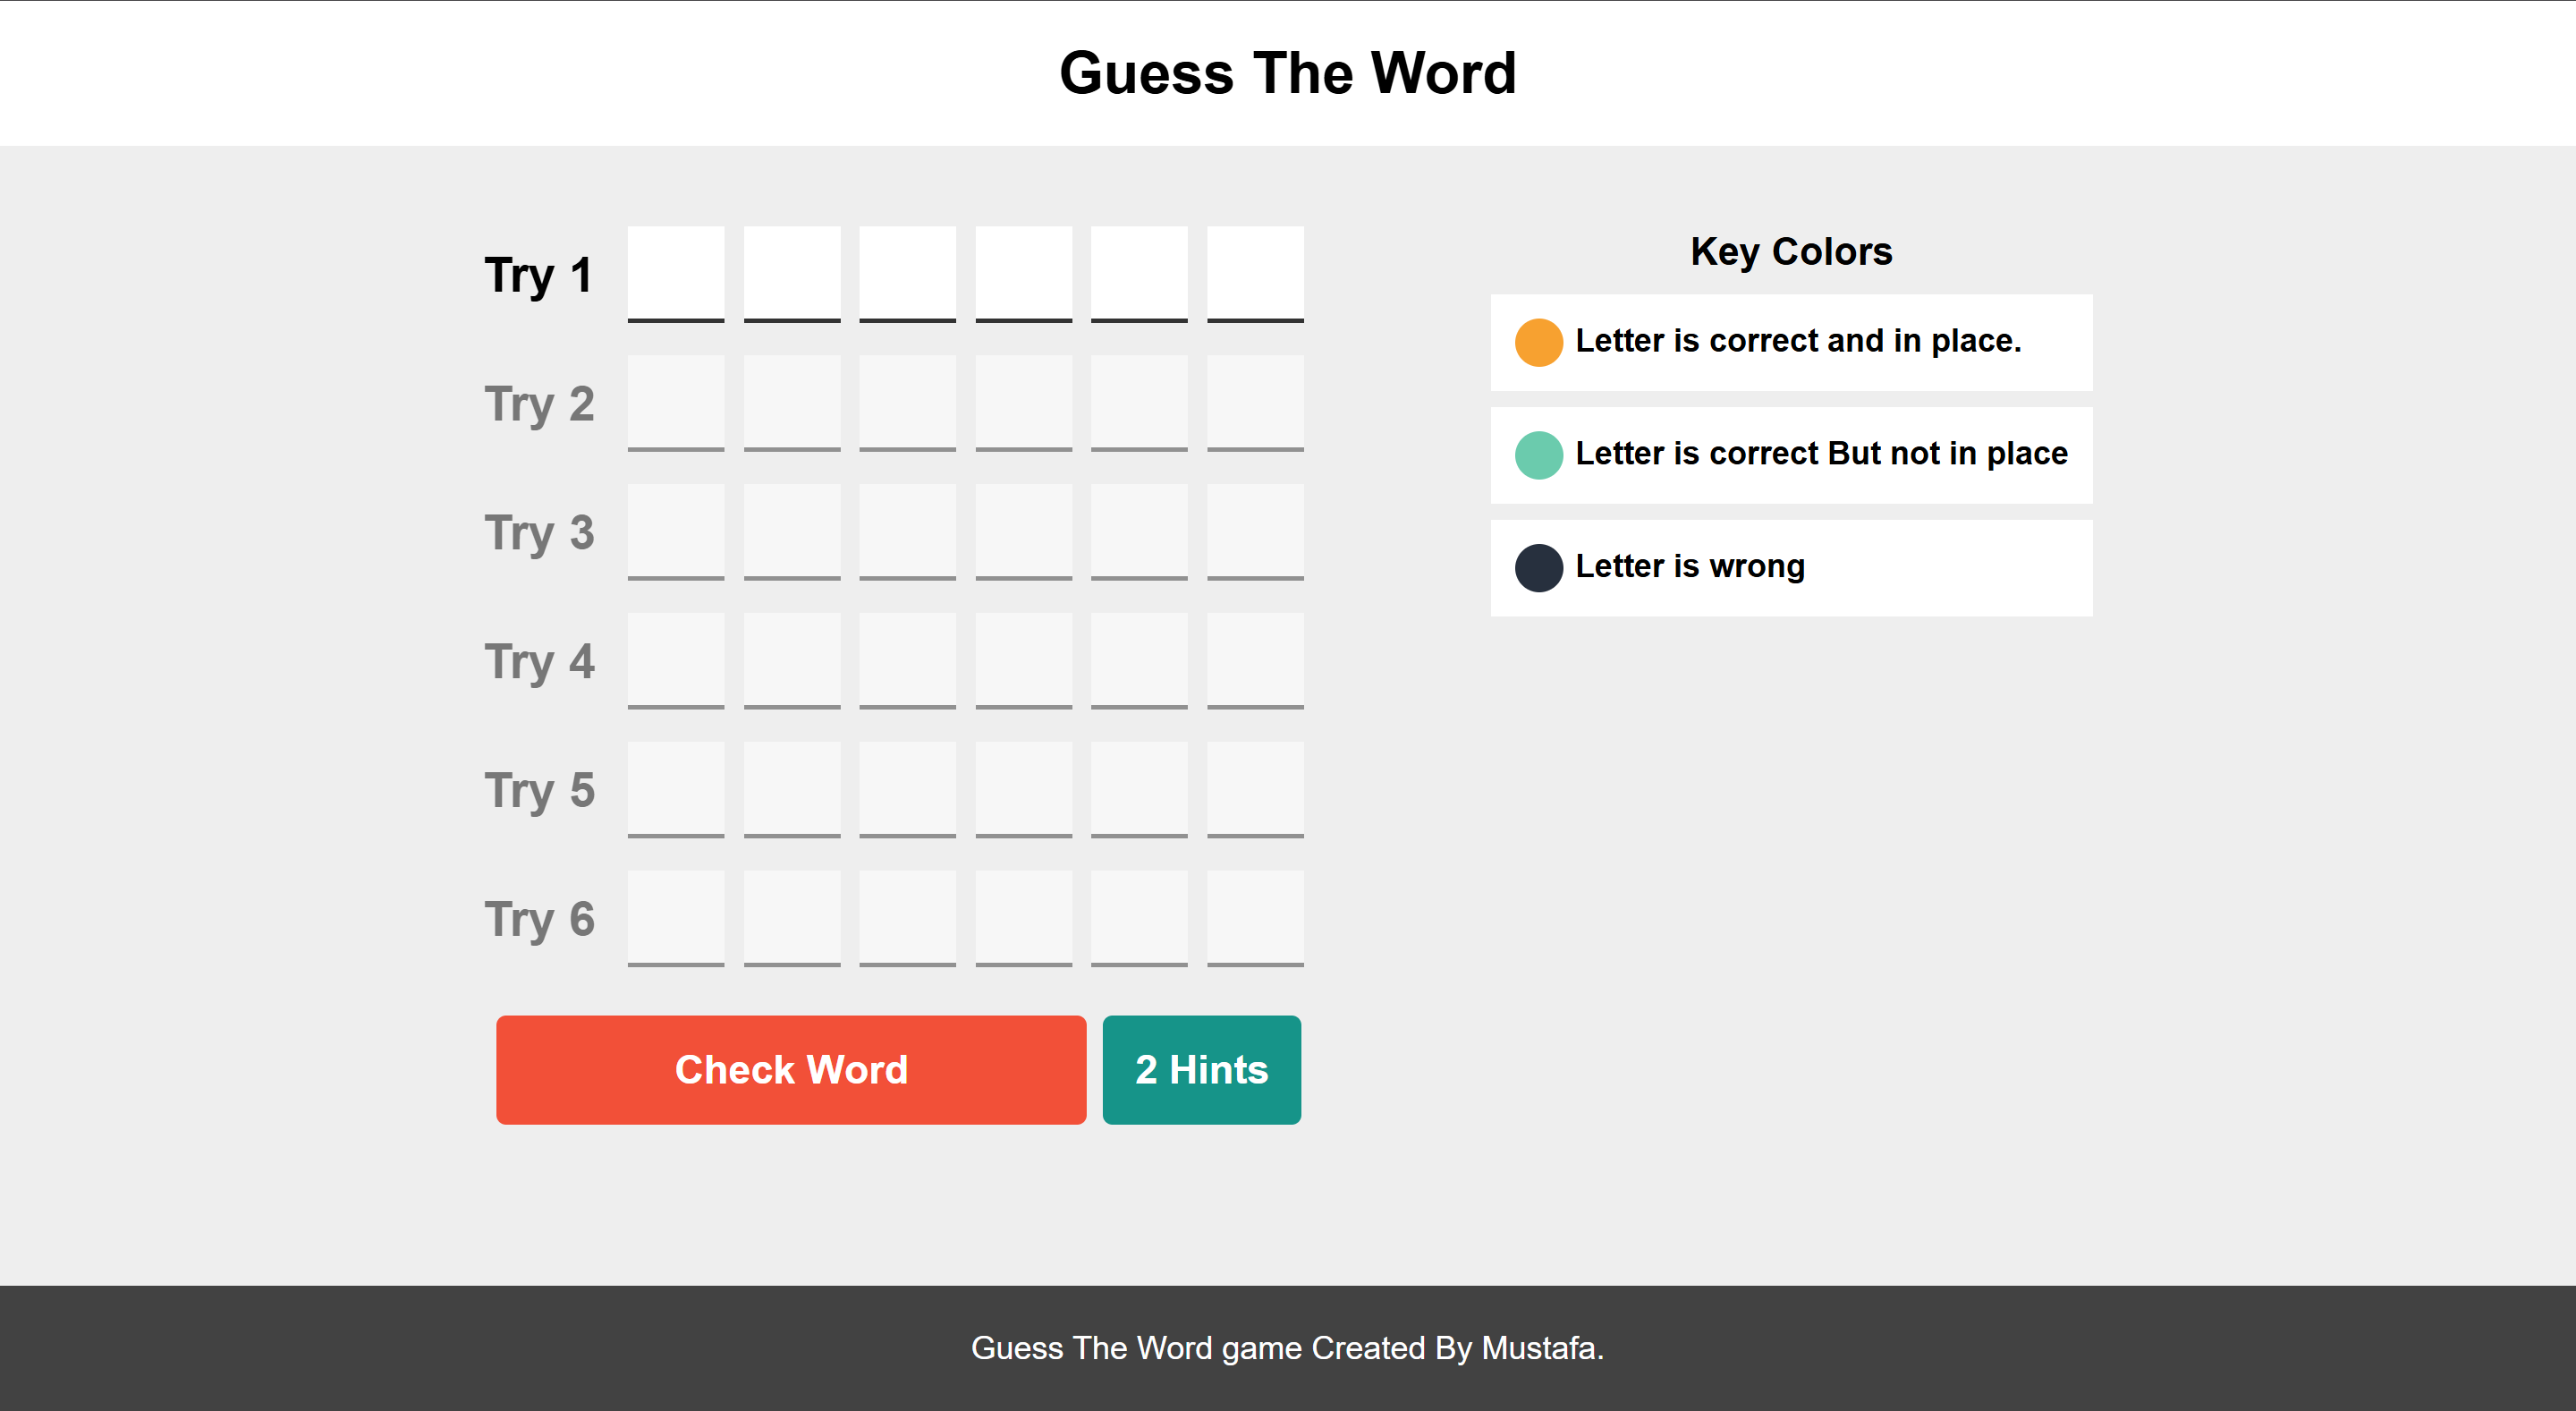 Guess The Word
Try 1
Try 2
Try 3
Try 4
Try 5
Try 6
Check Word
2 Hints
Key Colors
Letter is correct and in place.
Letter is correct But not in place
Letter is wrong
Guess The Word game Created By Mustafa.